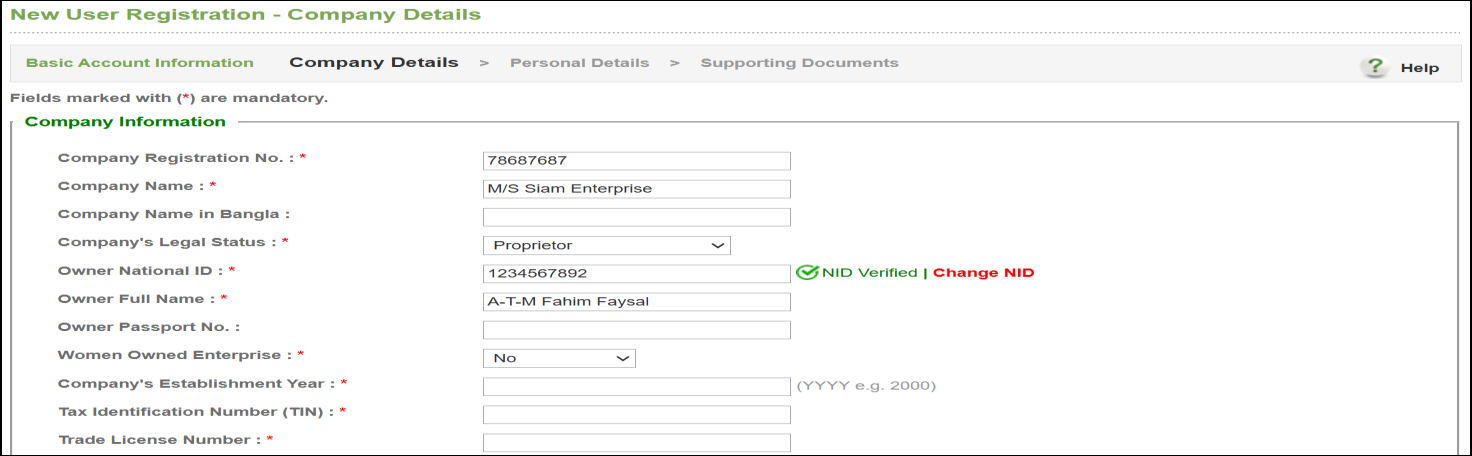 New User Registration - Company Details
Basic Account Information Company Details > Personal Details > Supporting Documents ? Help
Fields marked with (*) are mandatory.
Company Information
Company Registration No. : * 78687687
Company Name : * M/S Siam Enterprise
Company Name in Bangla :
Company's Legal Status : * Proprietor
Owner National ID : * 1234567892 NID Verified | Change NID
Owner Full Name : * A-T-M Fahim Faysal
Owner Passport No. :
Women Owned Enterprise : * No
Company's Establishment Year : * (YYYY e.g. 2000)
Tax Identification Number (TIN) : *
Trade License Number : *